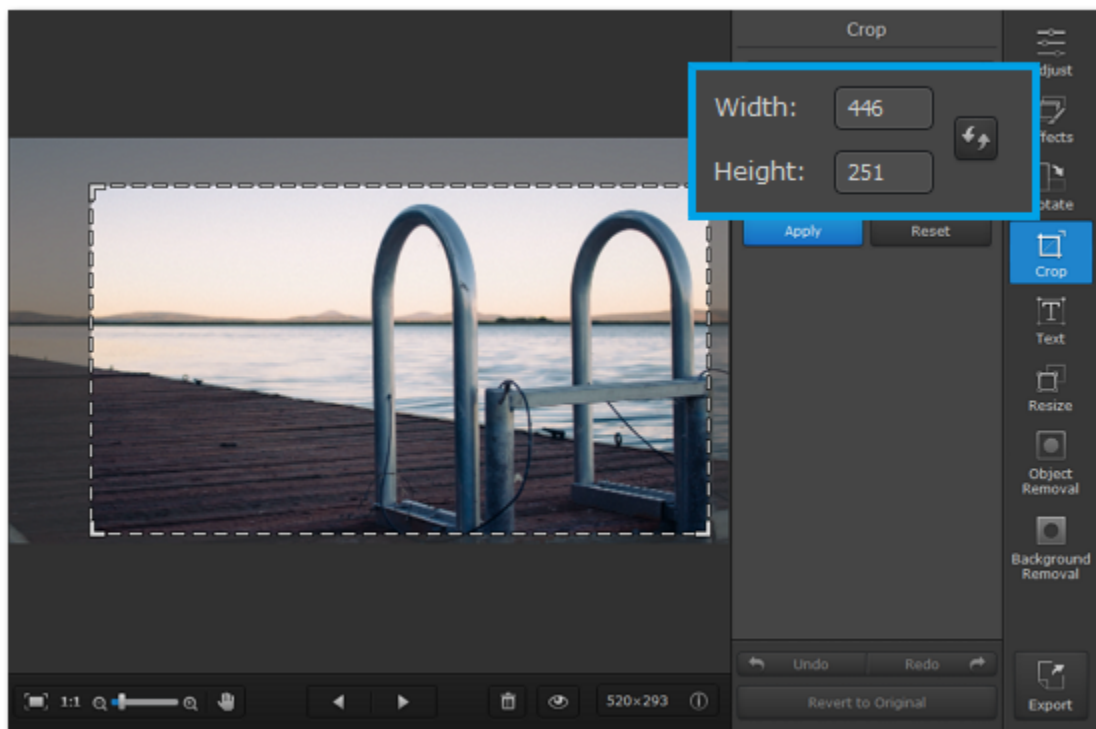 Crop
Width: 446
Height: 251
Apply
Reset
djust
ffects
otate
Crop
Text
Resize
Object
Removal
Background
Removal
Undo
Redo
Revert to Original
Export
1:1
520×293